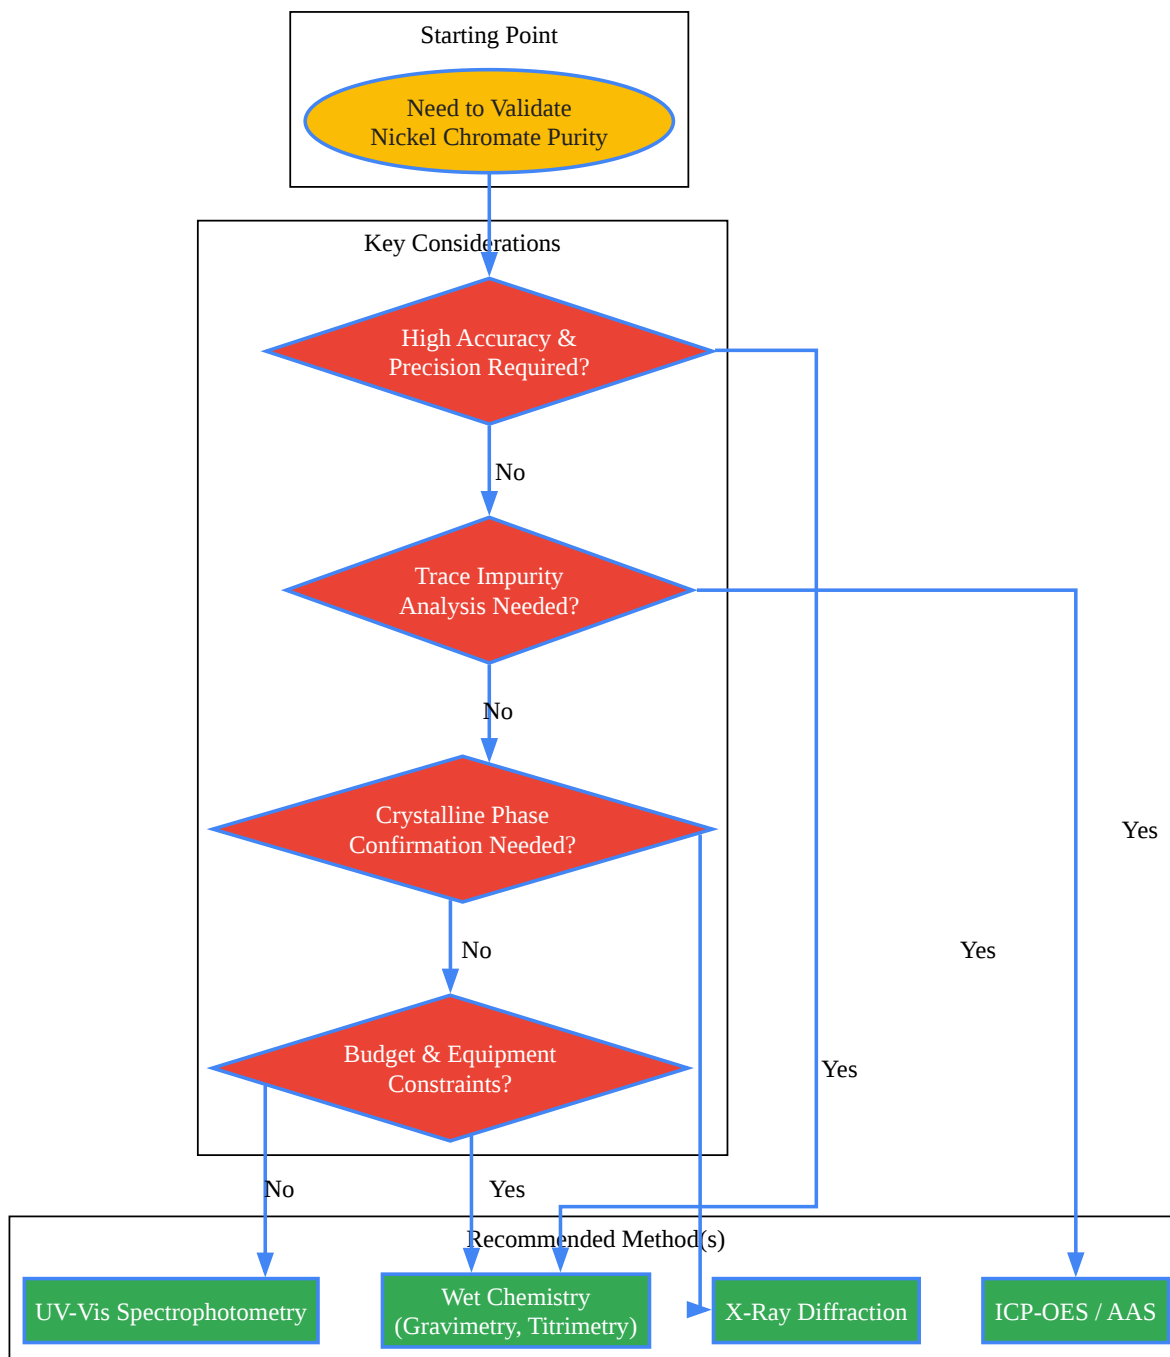 Starting Point
Need to Validate
Nickel Chromate Purity
Key Considerations
High Accuracy &
Precision Required?
No
Trace Impurity
Analysis Needed?
No
Crystalline Phase
Confirmation Needed?
Yes
No
Yes
Budget & Equipment
Constraints?
Yes
No
Yes
Recommended Method(s)
UV-Vis Spectrophotometry
Wet Chemistry
(Gravimetry, Titrimetry)
X-Ray Diffraction
ICP-OES / AAS